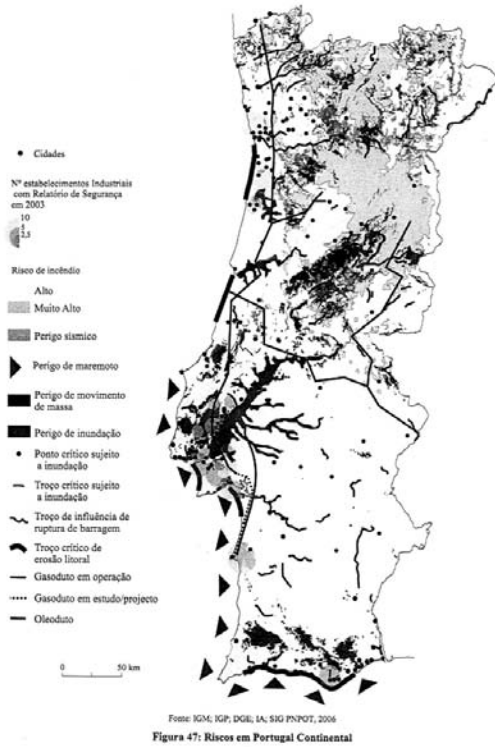 Cidades
Nº estabelecimentos Industriais
com Relatório de Segurança
em 2003
10
5
2,5
Risco de incêndio
Alto
Muito Alto
Perigo sísmico
Perigo de maremoto
Perigo de movimento
de massa
Perigo de inundação
Ponto crítico sujeito
a inundação
Troço crítico sujeito
a inundação
Troço de influência de
ruptura de barragem
Troço crítico de
erosão litoral
Gasoduto em operação
Gasoduto em estudo/projecto
Oleoduto
0 50 km
Fonte: IGM; IGP; DGE; IA; SIG PNPOT, 2006
Figura 47: Riscos em Portugal Continental